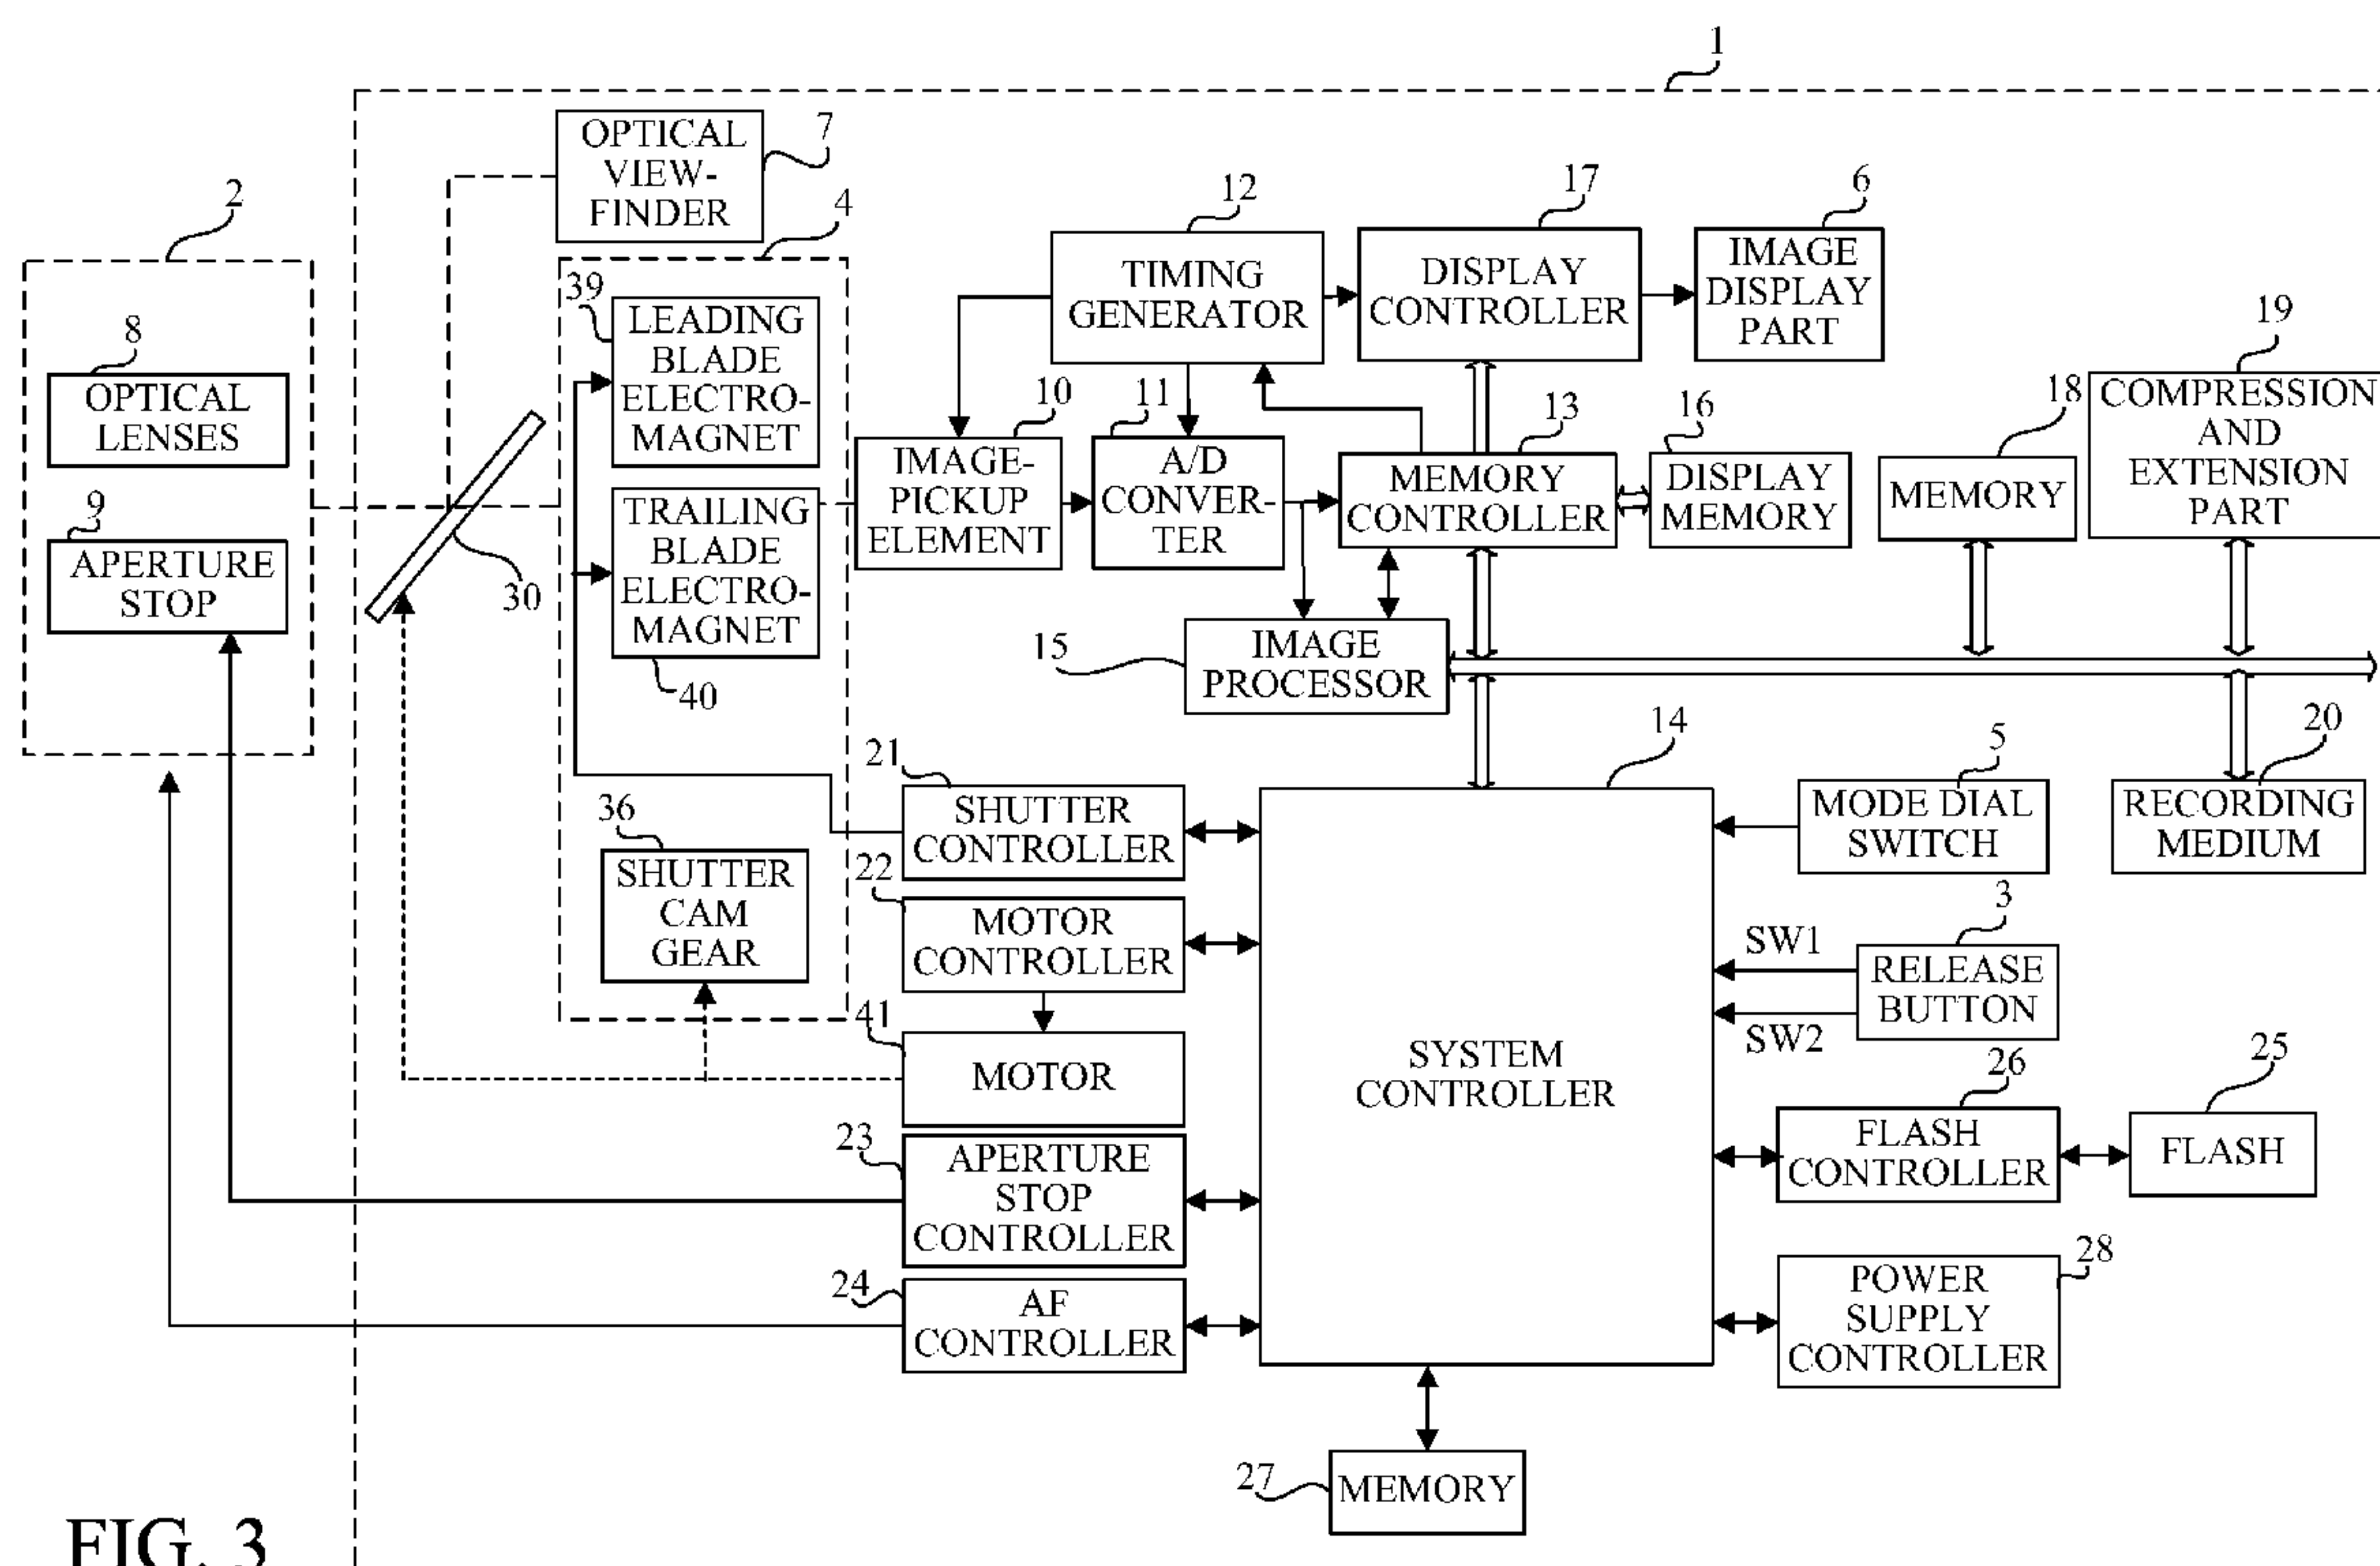 1
OPTICAL
VIEW-
FINDER
7
2
4
12
17
6
39
LEADING
BLADE
ELECTRO-
MAGNET
TIMING
GENERATOR
DISPLAY
CONTROLLER
IMAGE
DISPLAY
PART
19
8
OPTICAL
LENSES
10
11
13
16
18
COMPRESSION
AND
EXTENSION
PART
9
APERTURE
STOP
30
TRAILING
BLADE
ELECTRO-
MAGNET
40
IMAGE-
PICKUP
ELEMENT
A/D
CONVER-
TER
MEMORY
CONTROLLER
DISPLAY
MEMORY
MEMORY
15
IMAGE
PROCESSOR
14
21
SHUTTER
CONTROLLER
5
MODE DIAL
SWITCH
20
RECORDING
MEDIUM
36
SHUTTER
CAM
GEAR
22
MOTOR
CONTROLLER
SW1
SW2
3
RELEASE
BUTTON
41
MOTOR
SYSTEM
CONTROLLER
26
FLASH
CONTROLLER
25
FLASH
23
APERTURE
STOP
CONTROLLER
24
AF
CONTROLLER
28
POWER
SUPPLY
CONTROLLER
27
MEMORY
FIG. 3